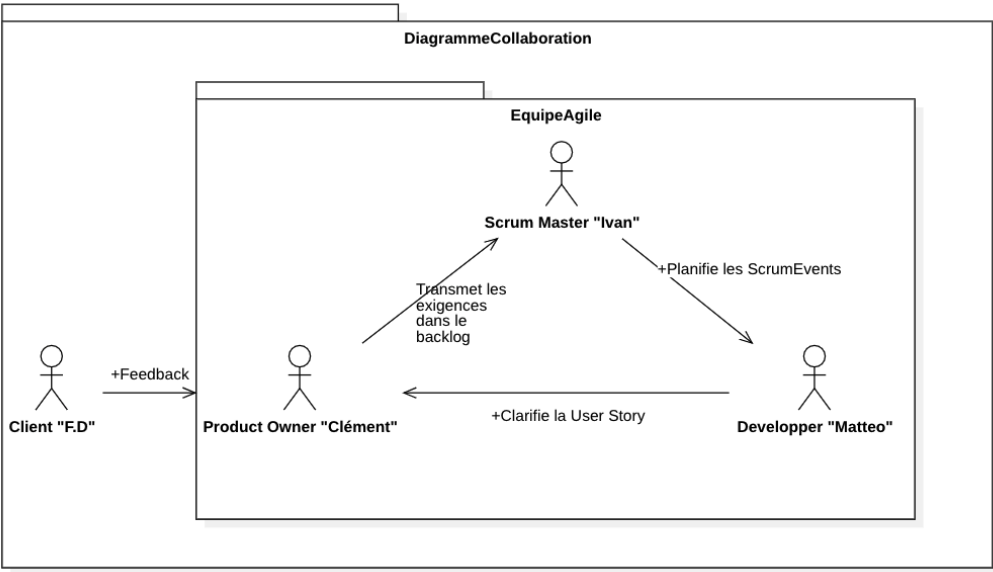 DiagrammeCollaboration
EquipeAgile
Scrum Master "Ivan"
+Planifie les ScrumEvents
Transmet les
exigences
dans le
backlog
+Feedback
+Clarifie la User Story
Client "F.D"
Product Owner "Clément"
Developper "Matteo"